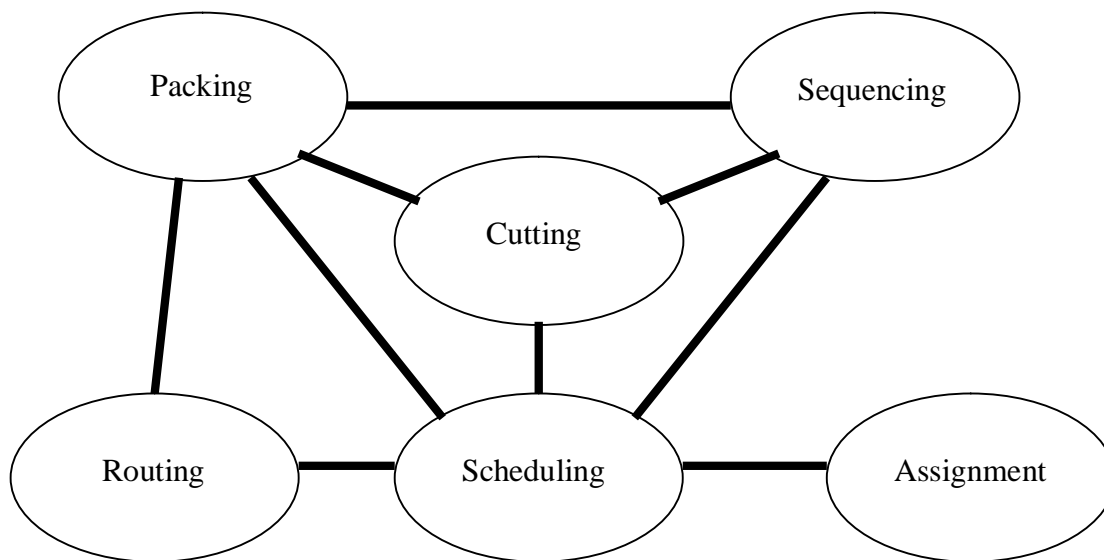 Packing
Sequencing
Cutting
Routing
Scheduling
Assignment